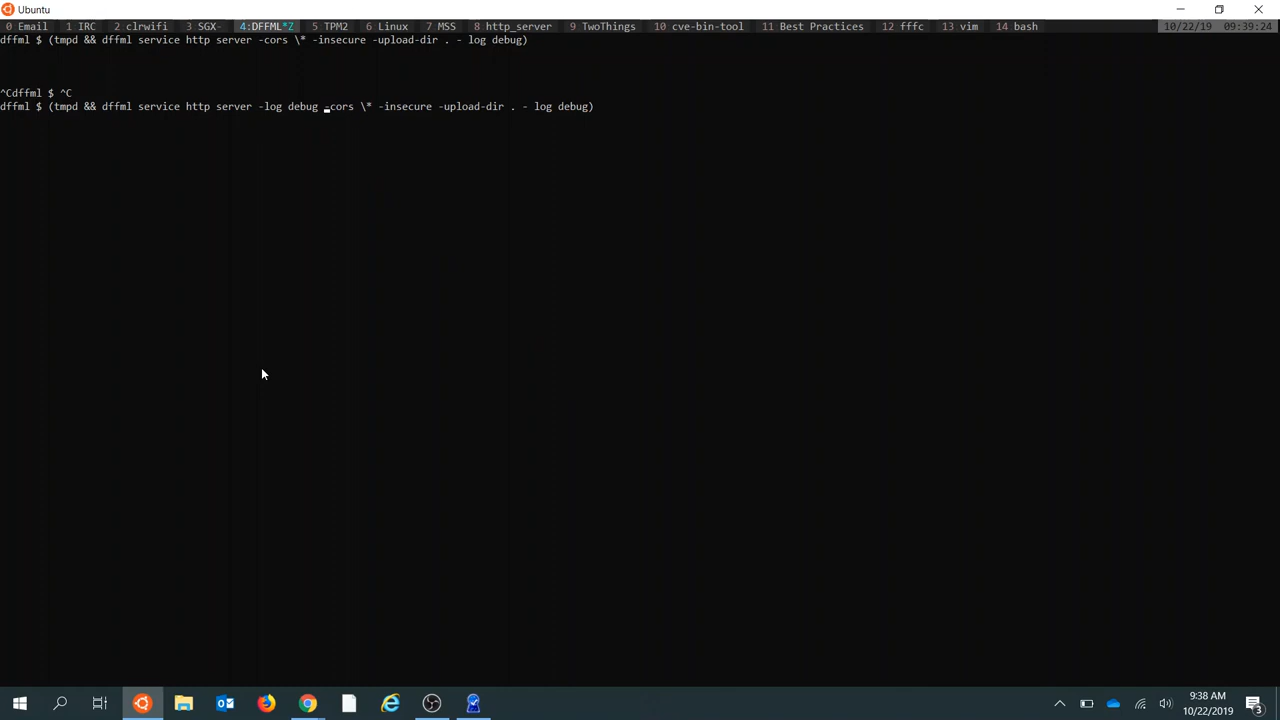 Ubuntu
0 Email 1 IRC 2 clrwifi 3 SGX- 4:DFFML*Z 5 TPM2 6 Linux 7 MSS 8 http_server 9 TwoThings 10 cve-bin-tool 11 Best Practices 12 fffc 13 vim 14 bash 10/22/19 09:39:24
dffml $ (tmpd && dffml service http server -cors \* -insecure -upload-dir . - log debug)
^Cdffml $ ^C
dffml $ (tmpd && dffml service http server -log debug -cors \* -insecure -upload-dir . - log debug)
9:38 AM
10/22/2019
3